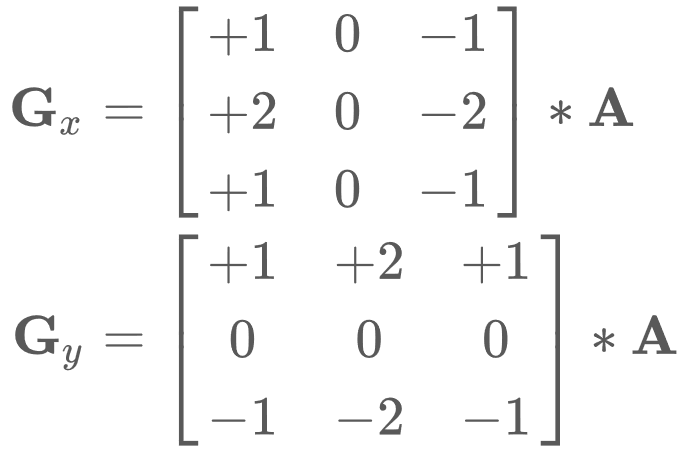 G_x = [ +1 0 −1
+2 0 −2
+1 0 −1 ] * A
G_y = [ +1 +2 +1
0 0 0
−1 −2 −1 ] * A